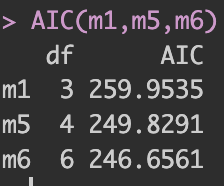 > AIC(m1,m5,m6)
df AIC
m1 3 259.9535
m5 4 249.8291
m6 6 246.6561